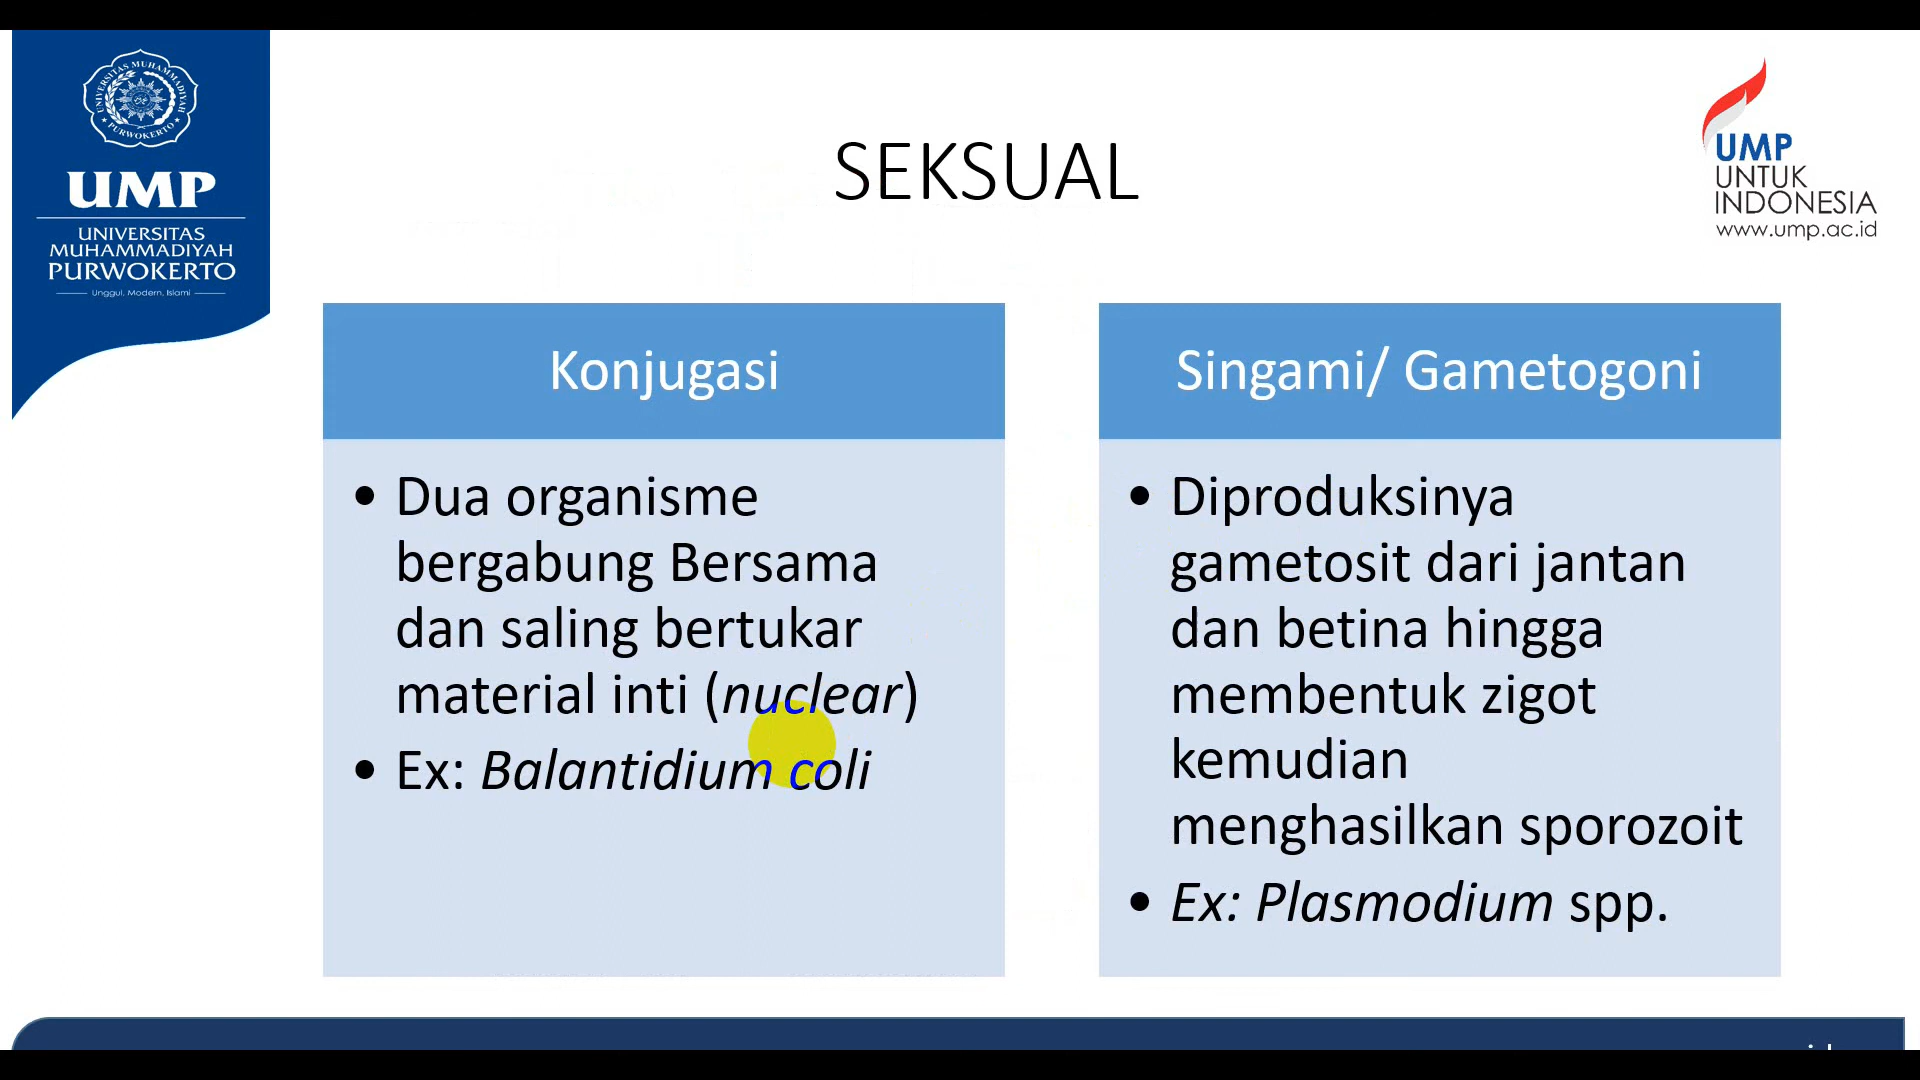 UNIVERSITAS MUHAMMADIYAH
PURWOKERTO
UMP
UNIVERSITAS
MUHAMMADIYAH
PURWOKERTO
Unggul, Modern, Islami
UMP
UNTUK
INDONESIA
www.ump.ac.id
SEKSUAL
Konjugasi
• Dua organisme
bergabung Bersama
dan saling bertukar
material inti (nuclear)
• Ex: Balantidium coli
Singami/ Gametogoni
• Diproduksinya
gametosit dari jantan
dan betina hingga
membentuk zigot
kemudian
menghasilkan sporozoit
• Ex: Plasmodium spp.